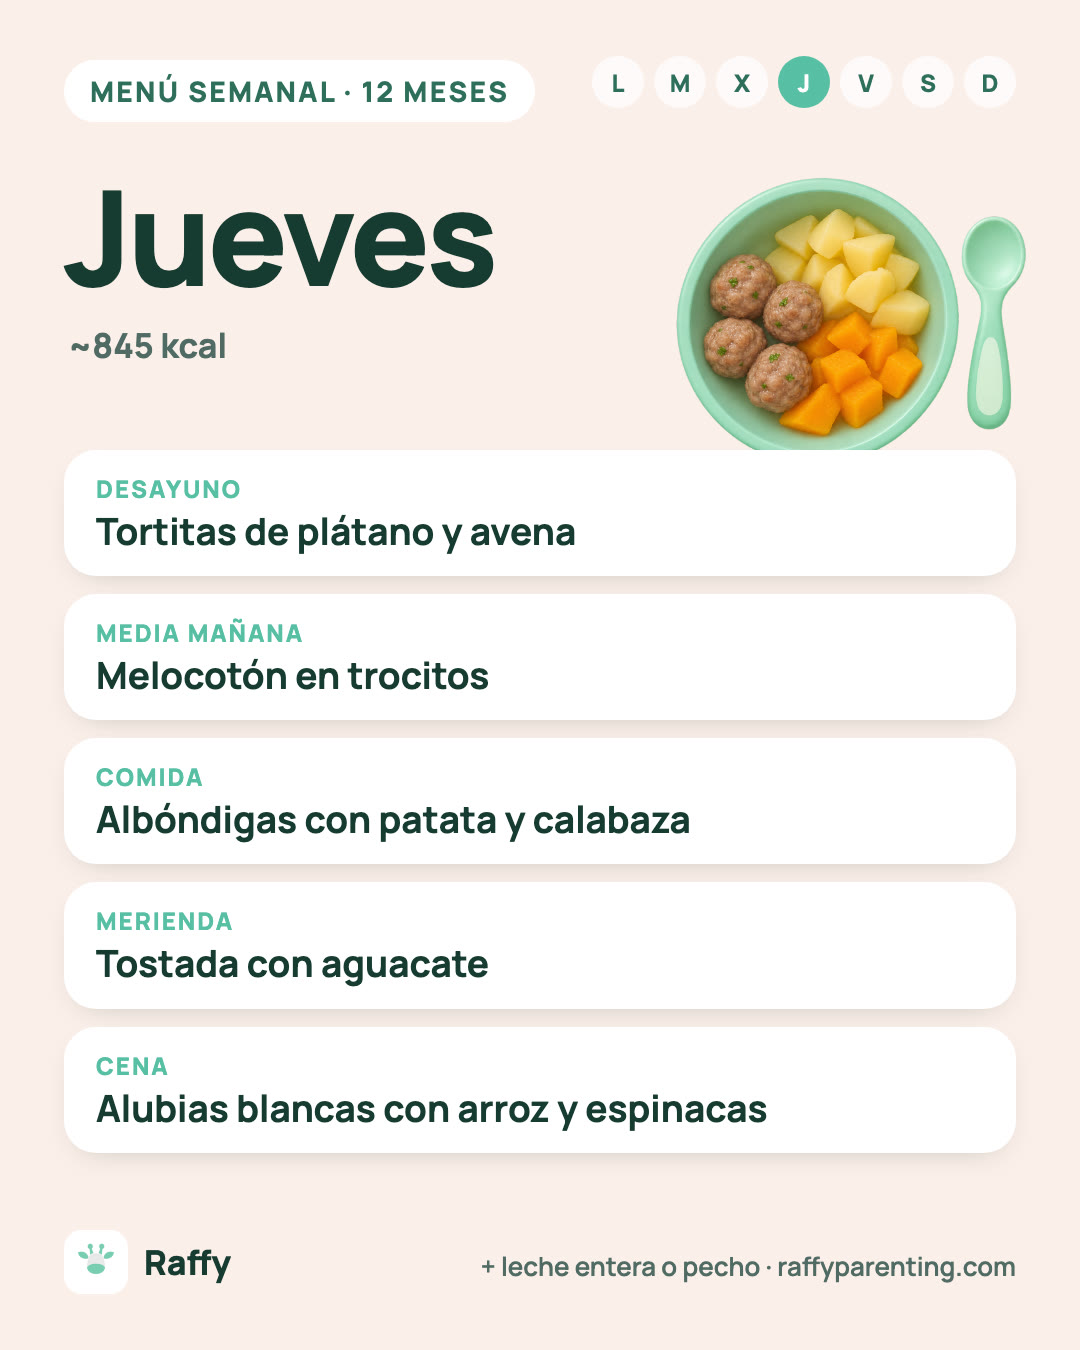 MENÚ SEMANAL · 12 MESES
L M X J V S D
Jueves
~845 kcal
DESAYUNO
Tortitas de plátano y avena
MEDIA MAÑANA
Melocotón en trocitos
COMIDA
Albóndigas con patata y calabaza
MERIENDA
Tostada con aguacate
CENA
Alubias blancas con arroz y espinacas
Raffy
+ leche entera o pecho · raffyparenting.com